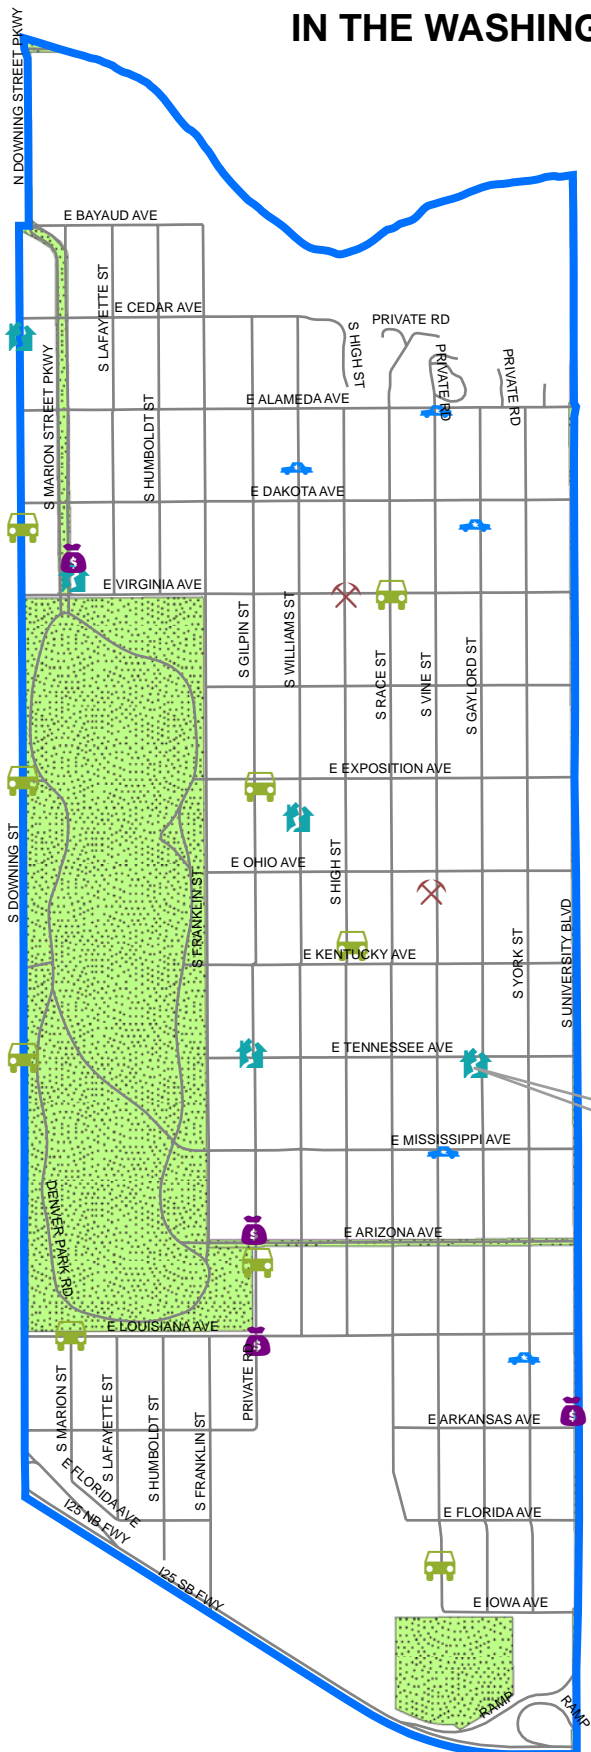 IN THE WASHING
N DOWNING STREET PKWY
E BAYAUD AVE
S LAFAYETTE ST
E CEDAR AVE
S HIGH ST
PRIVATE RD
PRIVATE RD
PRIVATE RD
S MARION STREET PKWY
S HUMBOLDT ST
E ALAMEDA AVE
E DAKOTA AVE
$
E VIRGINIA AVE
S GILPIN ST
S WILLIAMS ST
S RACE ST
S VINE ST
S GAYLORD ST
E EXPOSITION AVE
S DOWNING ST
E OHIO AVE
S HIGH ST
S FRANKLIN ST
E KENTUCKY AVE
S YORK ST
S UNIVERSITY BLVD
E TENNESSEE AVE
E MISSISSIPPI AVE
DENVER PARK RD
$
E ARIZONA AVE
E LOUISIANA AVE
$
PRIVATE RD
S MARION ST
S LAFAYETTE ST
S HUMBOLDT ST
S FRANKLIN ST
$
E ARKANSAS AVE
E FLORIDA AVE
I25 NB FWY
E FLORIDA AVE
I25 SB FWY
E IOWA AVE
RAMP
RAMP